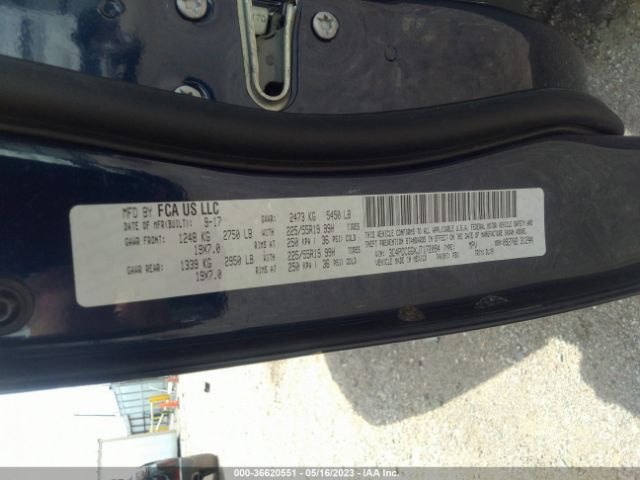 MFD BY FCA US LLC
DATE OF MFR(BUILT): 9-17
GAWR FRONT: 1248 KG 2750 LB
19X7.0
GAWR REAR: 1339 KG 2950 LB
19X7.0
GVWR: 2473 KG 5450 LB
WITH 225/55R19 99H TIRES
RIMS AT 250 KPA( 36 PSI) COLD
WITH 225/55R19 99H TIRES
RIMS AT 250 KPA( 36 PSI) COLD
THIS VEHICLE CONFORMS TO ALL APPLICABLE U.S.A. FEDERAL MOTOR VEHICLE SAFETY AND
BUMPER STANDARDS IN EFFECT ON THE DATE OF MANUFACTURE SHOWN ABOVE.
VIN: TYPE: MPV
VEHICLE MADE IN MEXICO PAINT: PBX
000-36620551 - 05/16/2023 - IAA Inc.